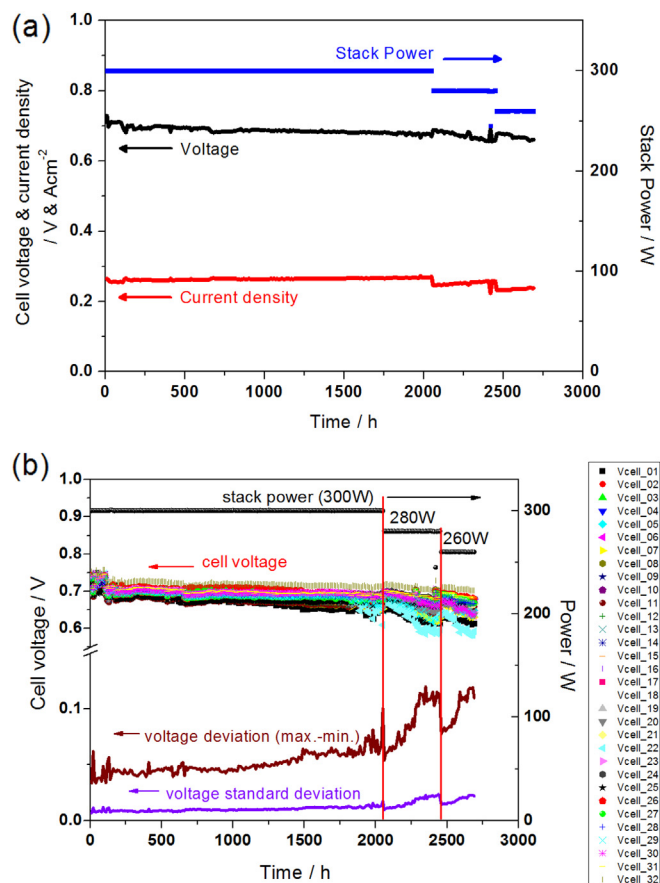 (a)
Stack Power
Voltage
Current density
Cell voltage & current density
/ V & Acm-2
Stack Power / W
1.0
0.8
0.6
0.4
0.2
0.0
300
200
100
0
0 500 1000 1500 2000 2500 3000
Time / h
(b)
stack power (300W)
280W
260W
cell voltage
voltage deviation (max.-min.)
voltage standard deviation
Cell voltage / V
Power / W
1.0
0.9
0.8
0.7
0.6
0.1
0.0
300
200
100
0
0 500 1000 1500 2000 2500 3000
Time / h
Vcell_01
Vcell_02
Vcell_03
Vcell_04
Vcell_05
Vcell_06
Vcell_07
Vcell_08
Vcell_09
Vcell_10
Vcell_11
Vcell_12
Vcell_13
Vcell_14
Vcell_15
Vcell_16
Vcell_17
Vcell_18
Vcell_19
Vcell_20
Vcell_21
Vcell_22
Vcell_23
Vcell_24
Vcell_25
Vcell_26
Vcell_27
Vcell_28
Vcell_29
Vcell_30
Vcell_31
Vcell_32